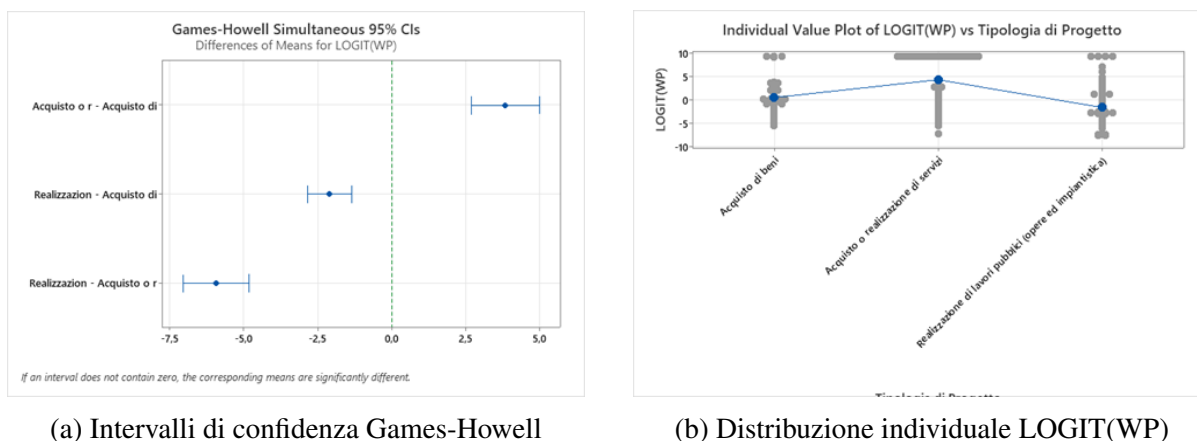 Games-Howell Simultaneous 95% CIs
Differences of Means for LOGIT(WP)
Acquisto o r - Acquisto di
Realizzazion - Acquisto di
Realizzazion - Acquisto o r
-7,5 -5,0 -2,5 0,0 2,5 5,0
If an interval does not contain zero, the corresponding means are significantly different.
(a) Intervalli di confidenza Games-Howell
Individual Value Plot of LOGIT(WP) vs Tipologia di Progetto
LOGIT(WP)
10
5
0
-5
-10
Acquisto di beni
Acquisto o realizzazione di servizi
Realizzazione di lavori pubblici (opere ed impiantistica)
Tipologia di Progetto
(b) Distribuzione individuale LOGIT(WP)